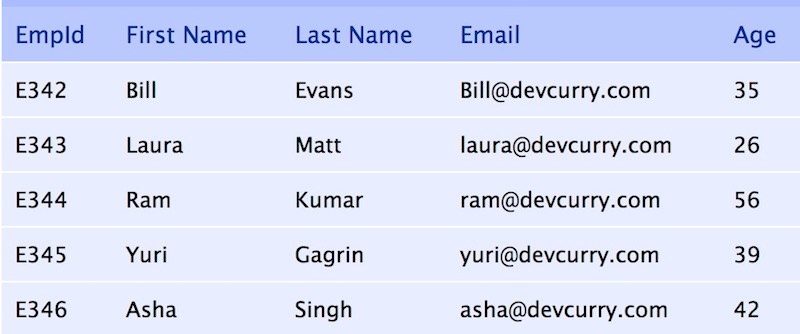 EmpId First Name Last Name Email Age
E342 Bill Evans Bill@devcurry.com 35
E343 Laura Matt laura@devcurry.com 26
E344 Ram Kumar ram@devcurry.com 56
E345 Yuri Gagrin yuri@devcurry.com 39
E346 Asha Singh asha@devcurry.com 42